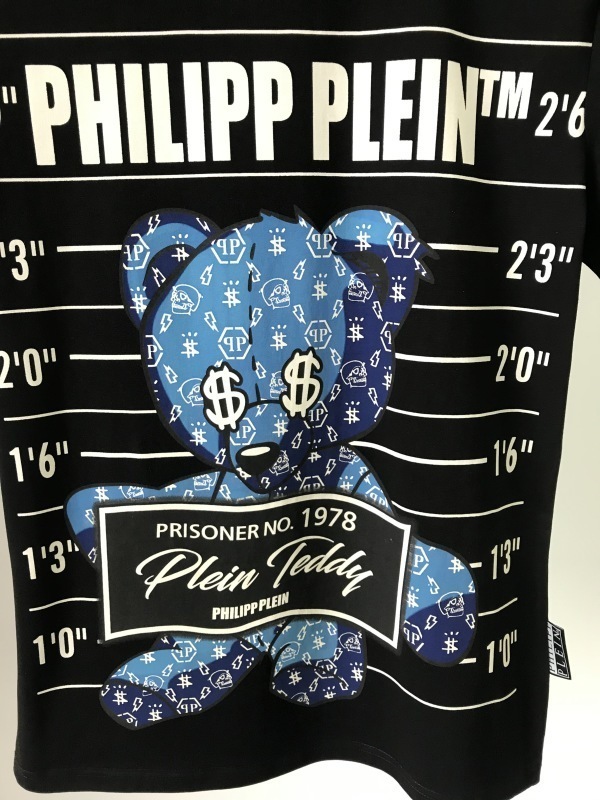 PHILIPP PLEIN™
2'6
'3" 2'3"
2'0" 2'0"
1'6" 1'6"
PRISONER NO. 1978
Plein Teddy
PHILIPP PLEIN
1'3" 1'3"
1'0" 1'0"
PLEIN